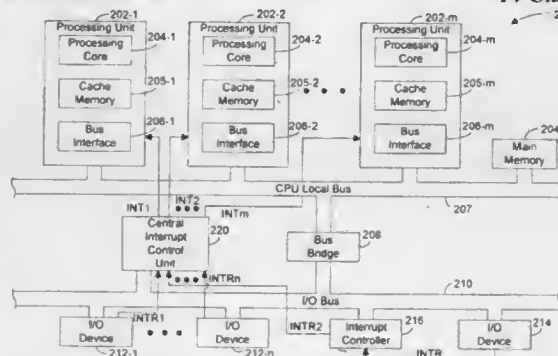 202-1
202-2
202-m
Processing Unit
Processing Unit
Processing Unit
204-1
204-2
204-m
Processing Core
Processing Core
Processing Core
205-1
205-2
205-m
Cache Memory
Cache Memory
Cache Memory
206-1
206-2
206-m
Bus Interface
Bus Interface
Bus Interface
204
Main Memory
CPU Local Bus
207
INT1
INT2
INTm
Central Interrupt Control Unit
220
208
Bus Bridge
INTRn
210
I/O Bus
INTR1
INTR2
216
214
I/O Device
I/O Device
Interrupt Controller
I/O Device
212-1
212-n
INTR